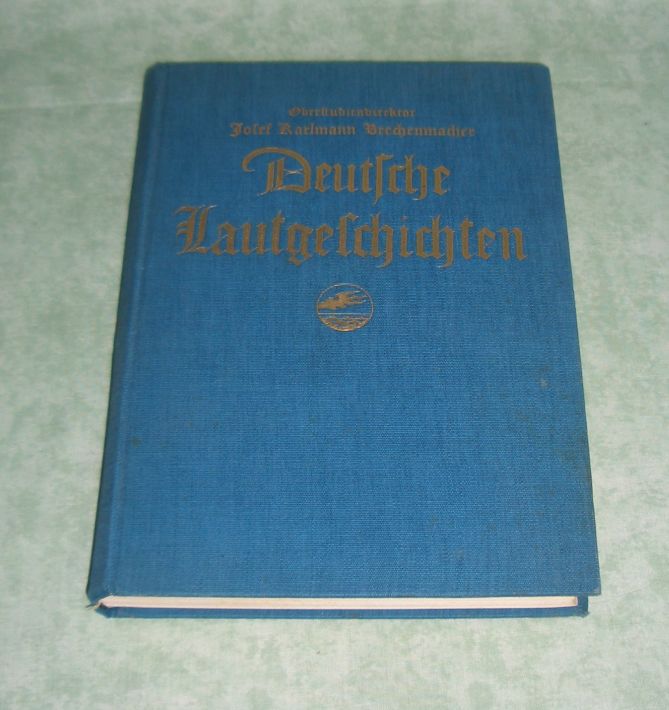 Oberstudiendirektor
Josef Karlmann Brechenmacher
Deutsche
Lautgeschichten